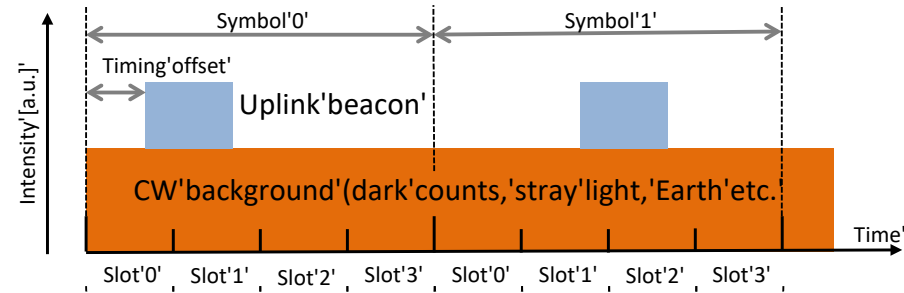 Symbol'0' Symbol'1'
Timing'offset'
Uplink'beacon'
Intensity'[a.u.]'
CW'background'(dark'counts,'stray'light,'Earth'etc.'
Time'
Slot'0' Slot'1' Slot'2' Slot'3' Slot'0' Slot'1' Slot'2' Slot'3'